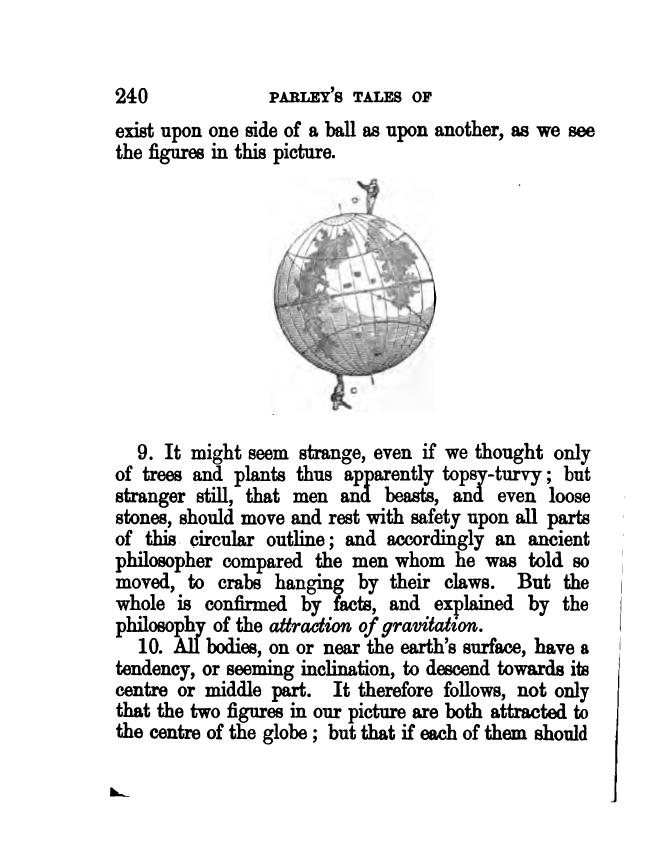 240 PARLEY'S TALES OF
exist upon one side of a ball as upon another, as we see
the figures in this picture.
9. It might seem strange, even if we thought only
of trees and plants thus apparently topsy-turvy; but
stranger still, that men and beasts, and even loose
stones, should move and rest with safety upon all parts
of this circular outline; and accordingly an ancient
philosopher compared the men whom he was told so
moved, to crabs hanging by their claws. But the
whole is confirmed by facts, and explained by the
philosophy of the attraction of gravitation.
10. All bodies, on or near the earth's surface, have a
tendency, or seeming inclination, to descend towards its
centre or middle part. It therefore follows, not only
that the two figures in our picture are both attracted to
the centre of the globe; but that if each of them should